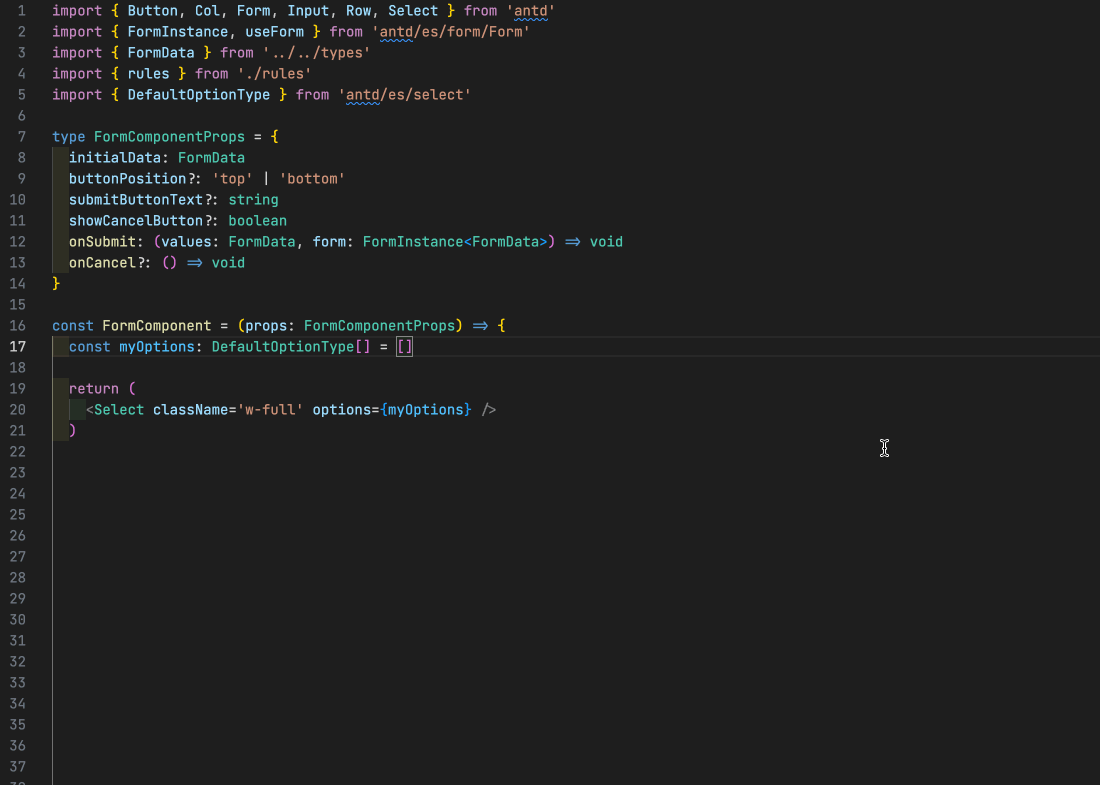 1 import { Button, Col, Form, Input, Row, Select } from 'antd'
2 import { FormInstance, useForm } from 'antd/es/form/Form'
3 import { FormData } from '../../types'
4 import { rules } from './rules'
5 import { DefaultOptionType } from 'antd/es/select'
6
7 type FormComponentProps = {
8 initialData: FormData
9 buttonPosition?: 'top' | 'bottom'
10 submitButtonText?: string
11 showCancelButton?: boolean
12 onSubmit: (values: FormData, form: FormInstance<FormData>) => void
13 onCancel?: () => void
14 }
15
16 const FormComponent = (props: FormComponentProps) => {
17 const myOptions: DefaultOptionType[] = []
18
19 return (
20 <Select className='w-full' options={myOptions} />
21 )
22
23
24
25
26
27
28
29
30
31
32
33
34
35
36
37